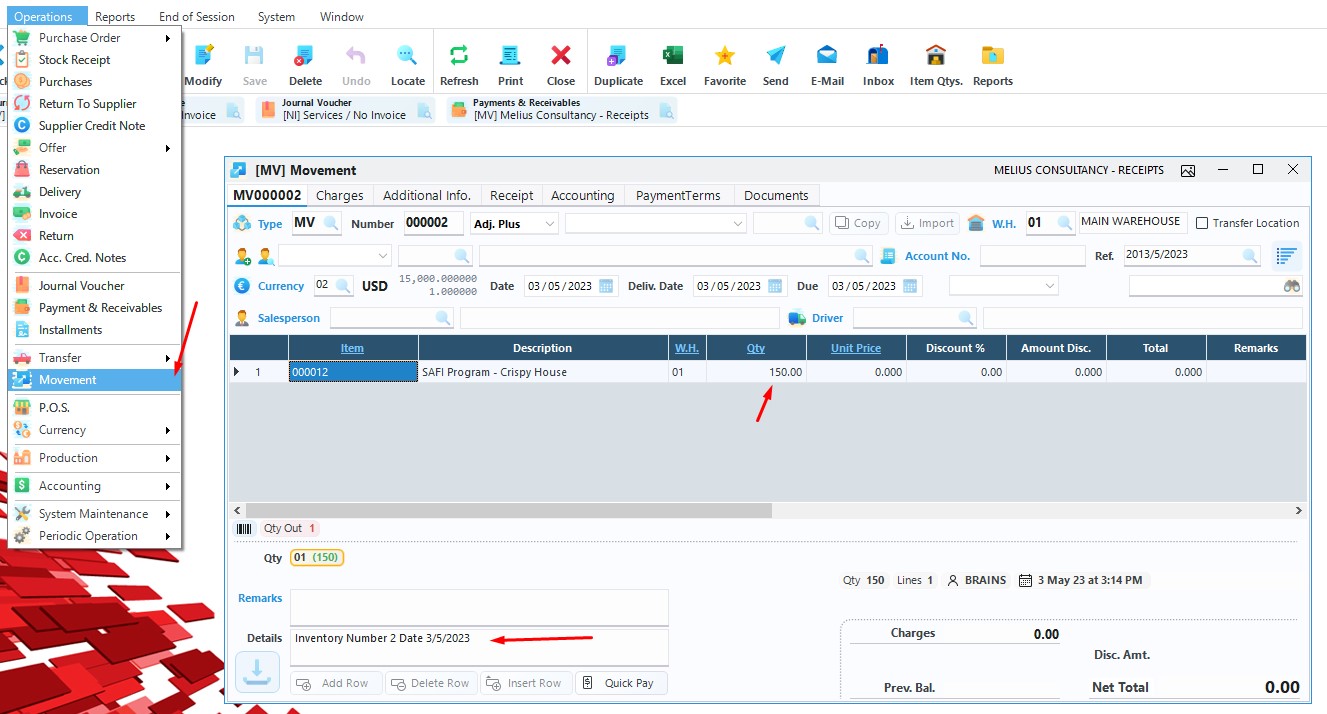 Operations Reports End of Session System Window
Purchase Order
Stock Receipt
Purchases
Return To Supplier
Supplier Credit Note
Offer
Reservation
Delivery
Invoice
Return
Acc. Cred. Notes
Journal Voucher
Payment & Receivables
Installments
Transfer
Movement
P.O.S.
Currency
Production
Accounting
System Maintenance
Periodic Operation
Modify Save Delete Undo Locate Refresh Print Close Duplicate Excel Favorite Send E-Mail Inbox Item Qtys. Reports
Invoice
Journal Voucher
[NI] Services / No Invoice
Payments & Receivables
[MV] Melius Consultancy - Receipts
[MV] Movement MELIUS CONSULTANCY - RECEIPTS
MV000002 Charges Additional Info. Receipt Accounting PaymentTerms Documents
Type MV Number 000002 Adj. Plus Copy Import W.H. 01 MAIN WAREHOUSE Transfer Location
Account No. Ref. 2013/5/2023
Currency 02 USD 15,000.000000 Date 03/05/2023 Deliv. Date 03/05/2023 Due 03/05/2023
1.000000
Salesperson Driver
Item Description W.H. Qty Unit Price Discount % Amount Disc. Total Remarks
1 000012 SAFI Program - Crispy House 01 150.00 0.000 0.00 0.000 0.000
Qty Out 1
Qty 01 (150)
Qty 150 Lines 1 BRAINS 3 May 23 at 3:14 PM
Remarks
Details Inventory Number 2 Date 3/5/2023
Add Row Delete Row Insert Row Quick Pay
Charges 0.00
Disc. Amt.
Prev. Bal. Net Total 0.00